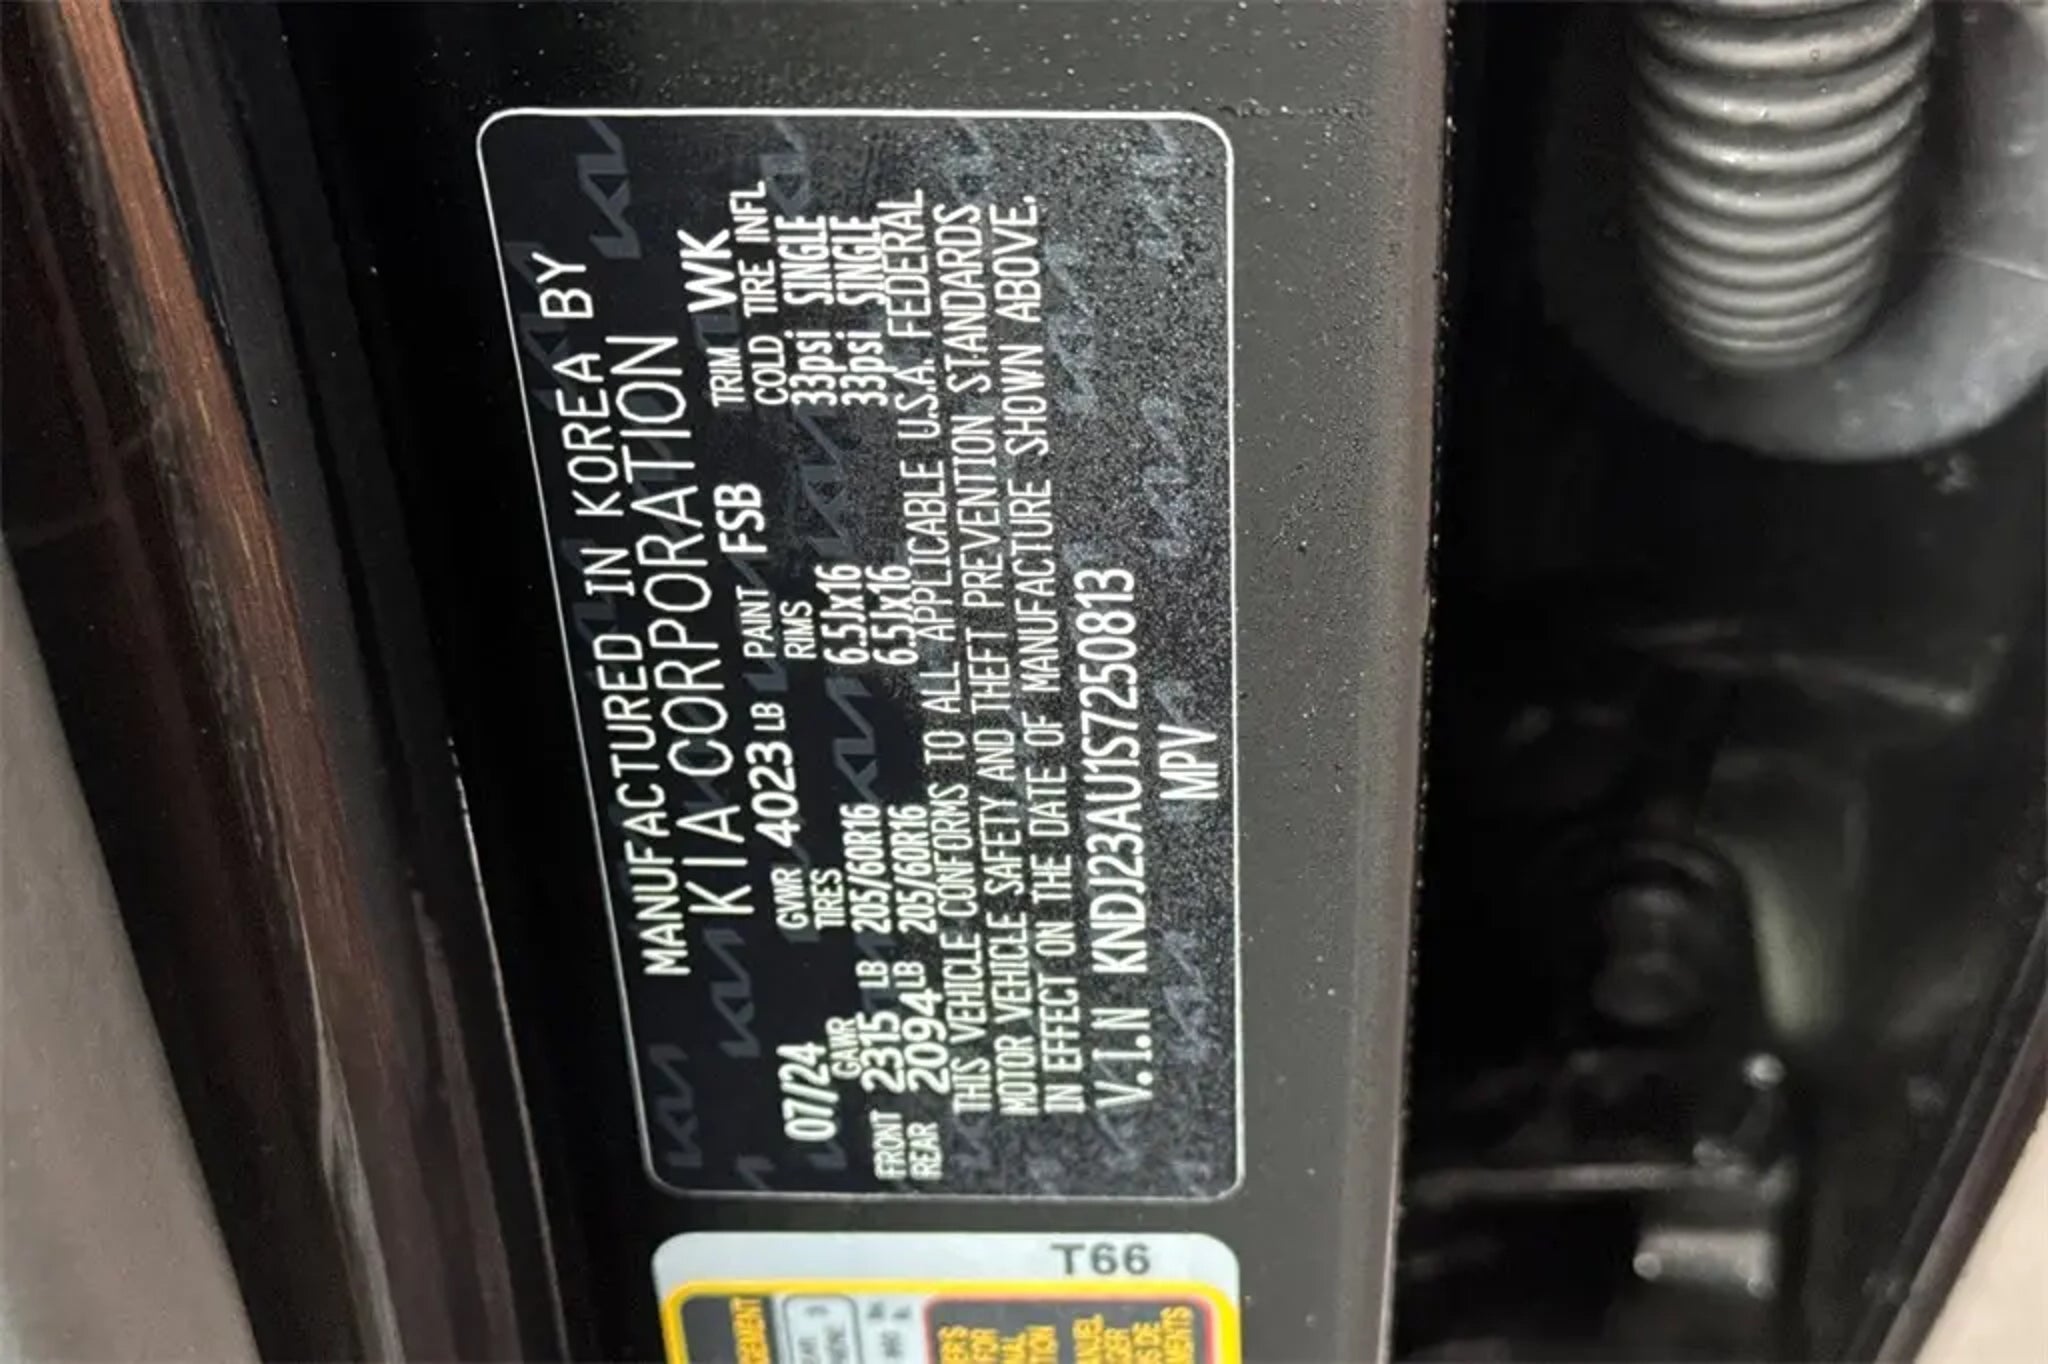 MANUFACTURED IN KOREA BY
KIA CORPORATION
07/24 GVWR 4023 LB PAINT FSB TRIM WK
GAWR TIRES RIMS COLD TIRE INFL
FRONT 2315 LB 205/60R16 6.5Jx16 33psi SINGLE
REAR 2094 LB 205/60R16 6.5Jx16 33psi SINGLE
THIS VEHICLE CONFORMS TO ALL APPLICABLE U.S.A. FEDERAL
MOTOR VEHICLE SAFETY AND THEFT PREVENTION STANDARDS
IN EFFECT ON THE DATE OF MANUFACTURE SHOWN ABOVE.
V.I.N KNDJ23AU1S7250813
MPV
T66